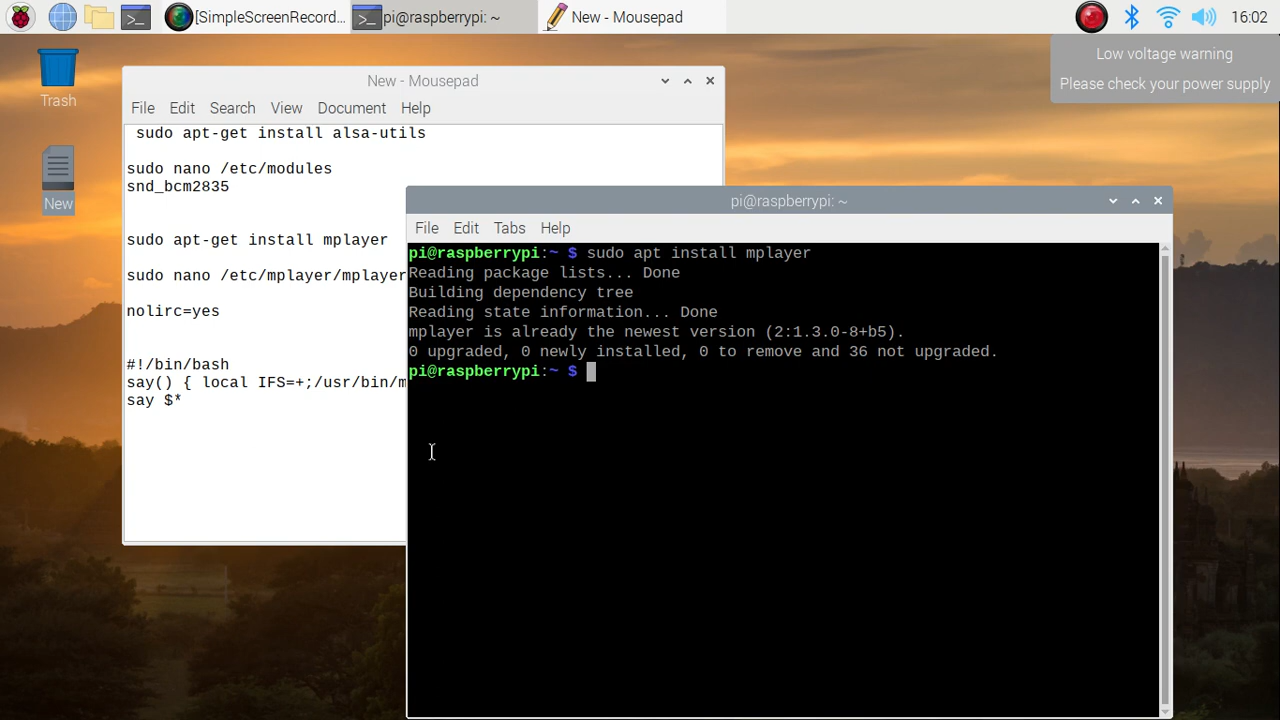 [SimpleScreenRecord...
pi@raspberrypi: ~
New - Mousepad
16:02
Low voltage warning
Please check your power supply
Trash
New
New - Mousepad
File Edit Search View Document Help
sudo apt-get install alsa-utils
sudo nano /etc/modules
snd_bcm2835
sudo apt-get install mplayer
sudo nano /etc/mplayer/mplayer
nolirc=yes
#!/bin/bash
say() { local IFS=+;/usr/bin/m
say $*
pi@raspberrypi: ~
File Edit Tabs Help
pi@raspberrypi:~ $ sudo apt install mplayer
Reading package lists... Done
Building dependency tree
Reading state information... Done
mplayer is already the newest version (2:1.3.0-8+b5).
0 upgraded, 0 newly installed, 0 to remove and 36 not upgraded.
pi@raspberrypi:~ $